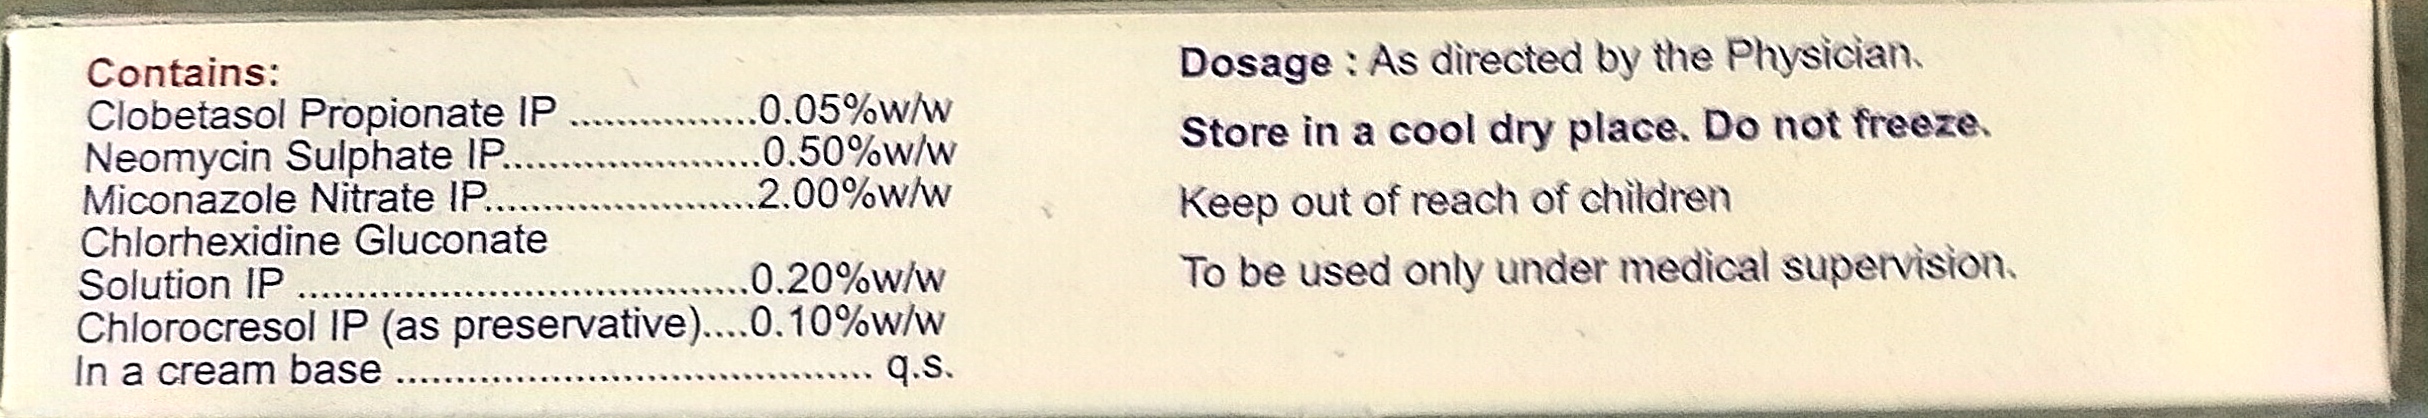 Contains:
Clobetasol Propionate IP ................0.05%w/w
Neomycin Sulphate IP......................0.50%w/w
Miconazole Nitrate IP.......................2.00%w/w
Chlorhexidine Gluconate
Solution IP ......................................0.20%w/w
Chlorocresol IP (as preservative)....0.10%w/w
In a cream base ......................................... q.s.
Dosage : As directed by the Physician.
Store in a cool dry place. Do not freeze.
Keep out of reach of children
To be used only under medical supervision.